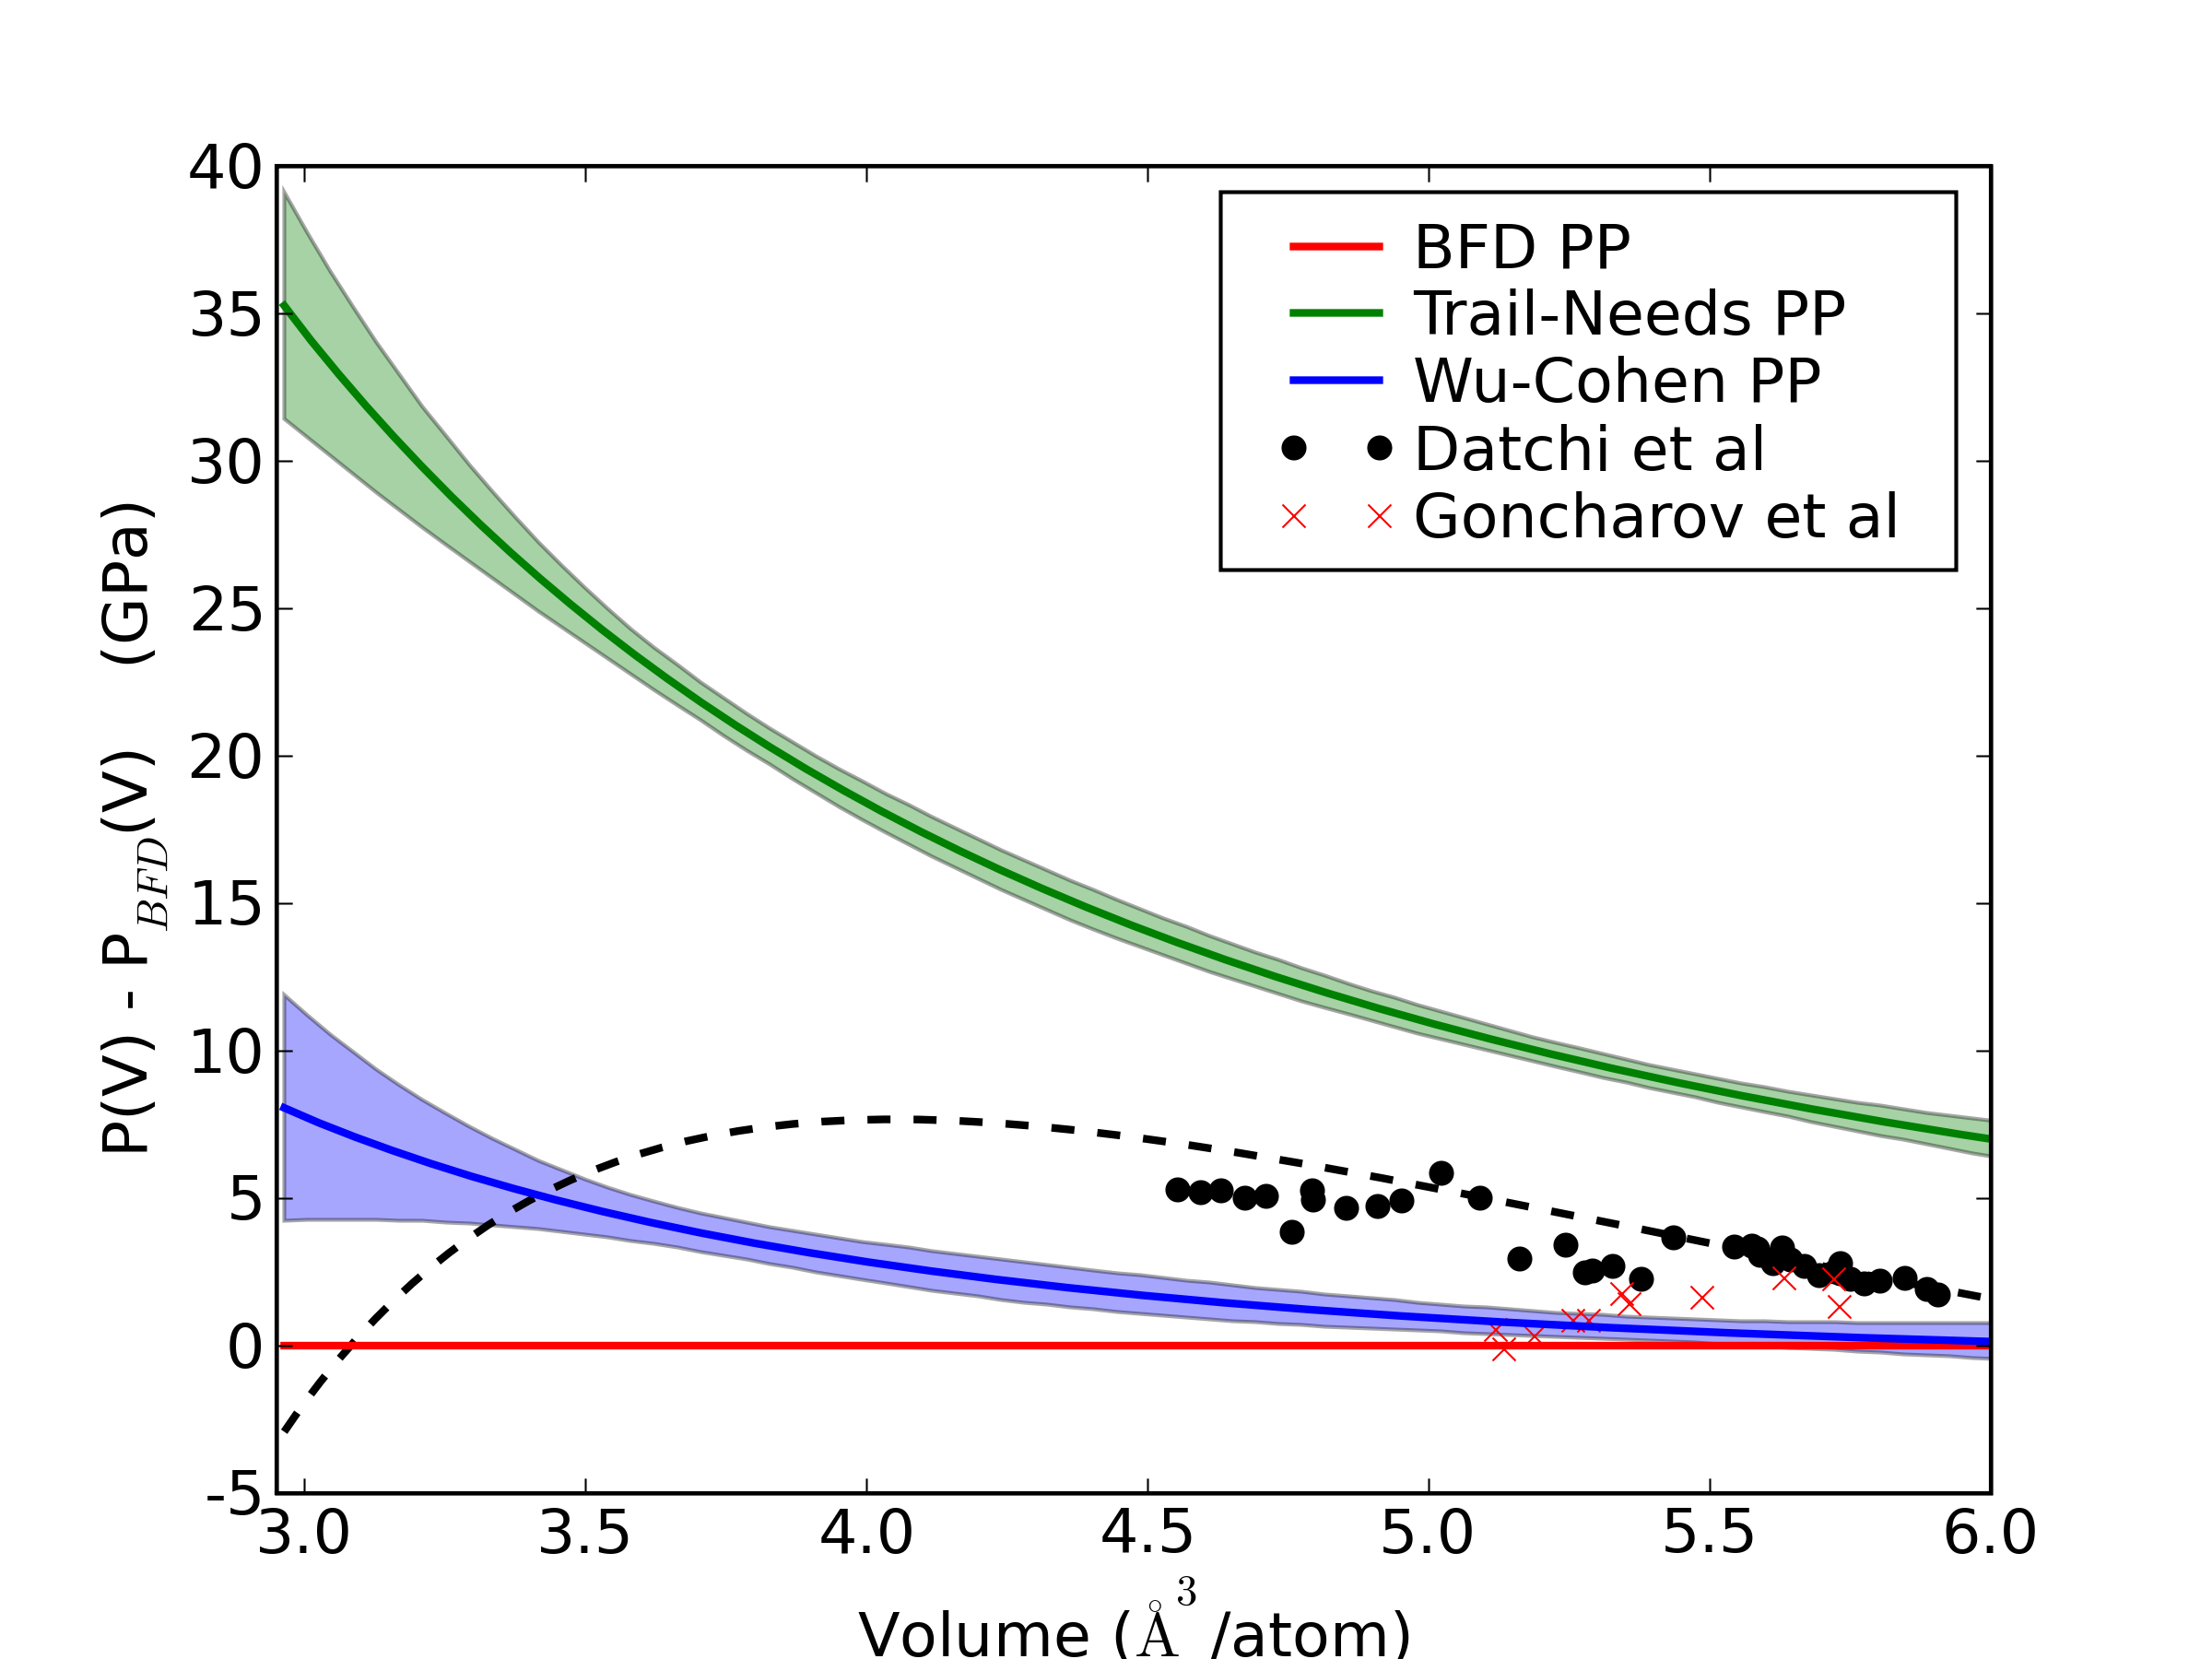 40
35
30
25
20
15
10
5
0
-5
P(V) - P_BFD(V) (GPa)
BFD PP
Trail-Needs PP
Wu-Cohen PP
Datchi et al
Goncharov et al
3.0 3.5 4.0 4.5 5.0 5.5 6.0
Volume (Å³/atom)